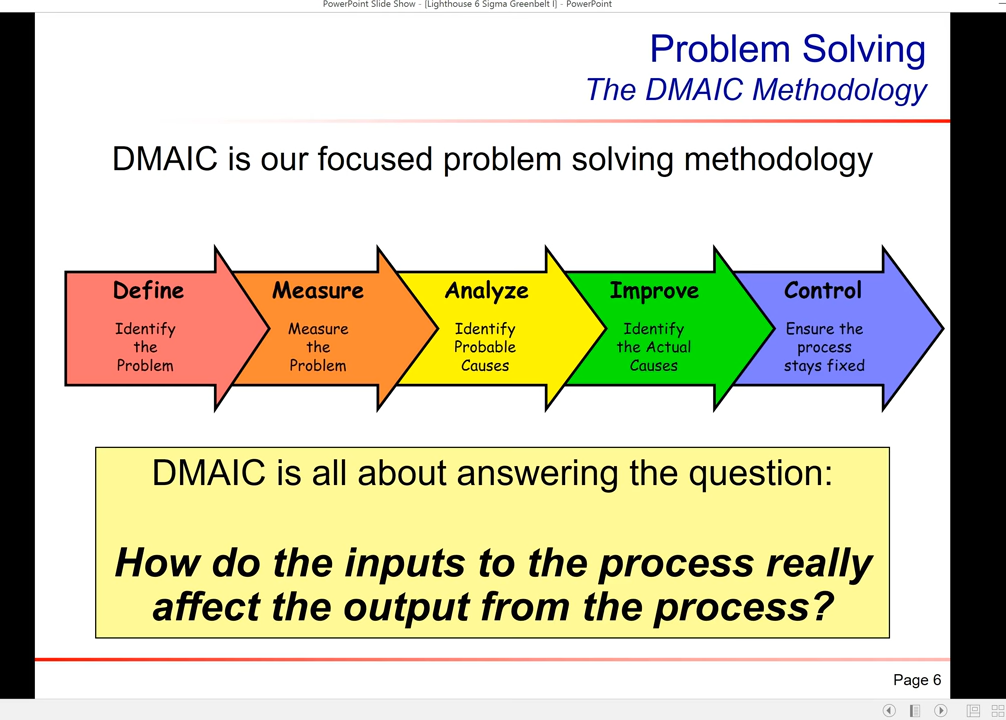 PowerPoint Slide Show - [Lighthouse 6 Sigma Greenbelt I] - PowerPoint
Problem Solving
The DMAIC Methodology
DMAIC is our focused problem solving methodology
Define
Identify
the
Problem
Measure
Measure
the
Problem
Analyze
Identify
Probable
Causes
Improve
Identify
the Actual
Causes
Control
Ensure the
process
stays fixed
DMAIC is all about answering the question:
How do the inputs to the process really
affect the output from the process?
Page 6